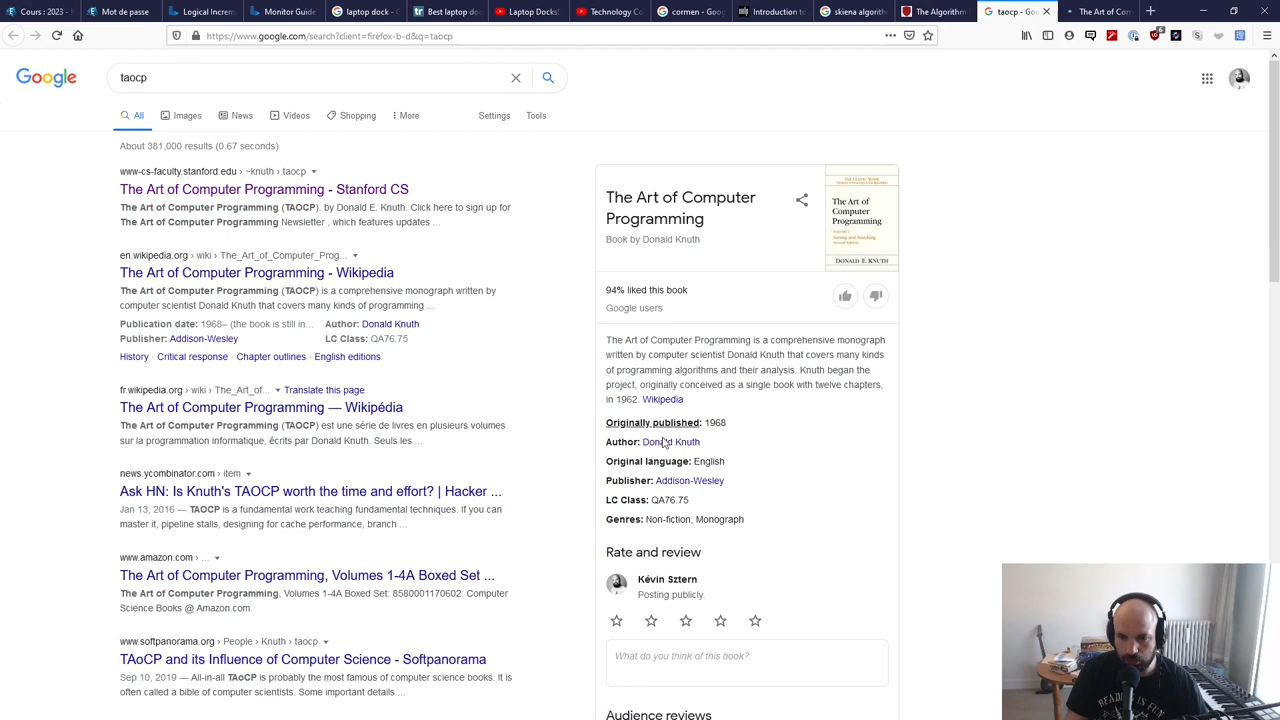 Cours : 2023 -
Mot de passe
Logical Increm
Monitor Guide
laptop dock -
Best laptop do
Laptop Docks!
Technology Co
cormen - Goog
Introduction to
skiena algorith
The Algorithm
taocp - Google
The Art of Com
https://www.google.com/search?client=firefox-b-d&q=taocp
Google
taocp
All
Images
News
Videos
Shopping
More
Settings
Tools
About 381,000 results (0.67 seconds)
www-cs-faculty.stanford.edu › ~knuth › taocp
The Art of Computer Programming - Stanford CS
The Art of Computer Programming (TAOCP). by Donald E. Knuth. Click here to sign up for
The Art of Computer Programming Newsletter , which features updates ...
en.wikipedia.org › wiki › The_Art_of_Computer_Prog...
The Art of Computer Programming - Wikipedia
The Art of Computer Programming (TAOCP) is a comprehensive monograph written by
computer scientist Donald Knuth that covers many kinds of programming ...
Publication date: 1968– (the book is still in... Author: Donald Knuth
Publisher: Addison-Wesley LC Class: QA76.75
History · Critical response · Chapter outlines · English editions
fr.wikipedia.org › wiki › The_Art_of... Translate this page
The Art of Computer Programming — Wikipédia
The Art of Computer Programming (TAOCP) est une série de livres en plusieurs volumes
sur la programmation informatique, écrits par Donald Knuth. Seuls les ...
news.ycombinator.com › item
Ask HN: Is Knuth's TAOCP worth the time and effort? | Hacker ...
Jan 13, 2016 — TAOCP is a fundamental work teaching fundamental techniques. If you can
master it, pipeline stalls, designing for cache performance, branch ...
www.amazon.com › ...
The Art of Computer Programming, Volumes 1-4A Boxed Set ...
The Art of Computer Programming, Volumes 1-4A Boxed Set: 8580001170602: Computer
Science Books @ Amazon.com.
www.softpanorama.org › People › Knuth › taocp
TAoCP and its Influence of Computer Science - Softpanorama
Sep 10, 2019 — All-in-all TAoCP is probably the most famous of computer science books. It is
often called a bible of computer scientists. Some important details ...
The Art of Computer
Programming
Book by Donald Knuth
The Art of
Computer
Programming
DONALD E. KNUTH
94% liked this book
Google users
The Art of Computer Programming is a comprehensive monograph
written by computer scientist Donald Knuth that covers many kinds
of programming algorithms and their analysis. Knuth began the
project, originally conceived as a single book with twelve chapters,
in 1962. Wikipedia
Originally published: 1968
Author: Donald Knuth
Original language: English
Publisher: Addison-Wesley
LC Class: QA76.75
Genres: Non-fiction, Monograph
Rate and review
Kévin Sztern
Posting publicly.
What do you think of this book?
Audience reviews
READING
IS FUN